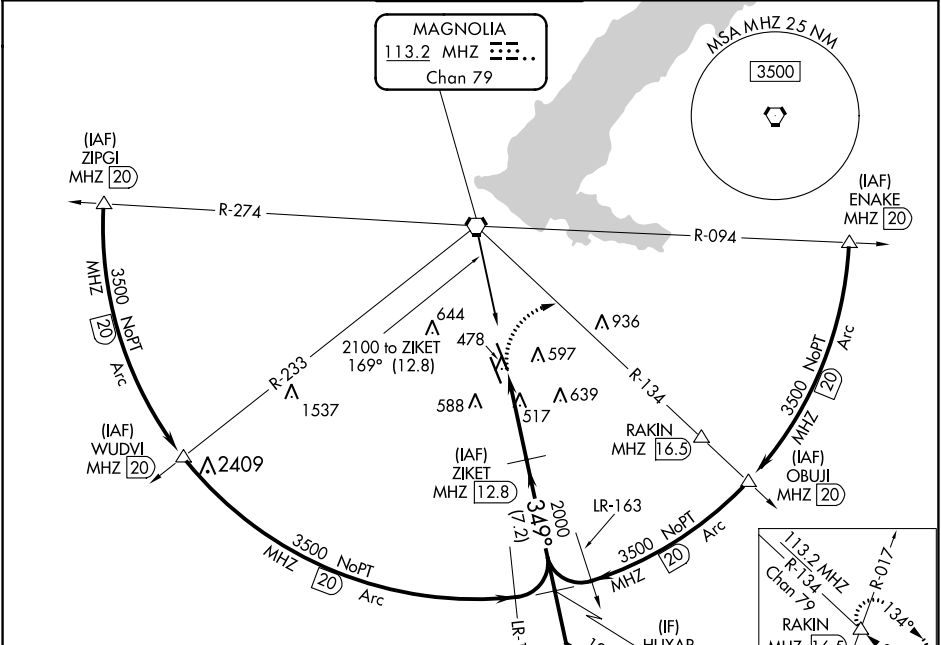 MAGNOLIA
113.2 MHZ
Chan 79
MSA MHZ 25 NM
3500
(IAF)
ZIPGI
MHZ 20
R-274
(IAF)
ENAKE
MHZ 20
R-094
3500 NoPT
MHZ 20 Arc
644
478
936
597
2100 to ZIKET
169° (12.8)
R-233
1537
588
517
639
R-134
3500 NoPT
MHZ 20 Arc
RAKIN
MHZ 16.5
(IAF)
WUDVI
MHZ 20
2409
(IAF)
ZIKET
MHZ 12.8
(IAF)
OBUJI
MHZ 20
2000
349°
(7.2)
LR-163
3500 NoPT
MHZ 20 Arc
3500 NoPT
MHZ 20 Arc
(IF)
113.2 MHZ
R-134
Chan 79
R-017
134°
RAKIN